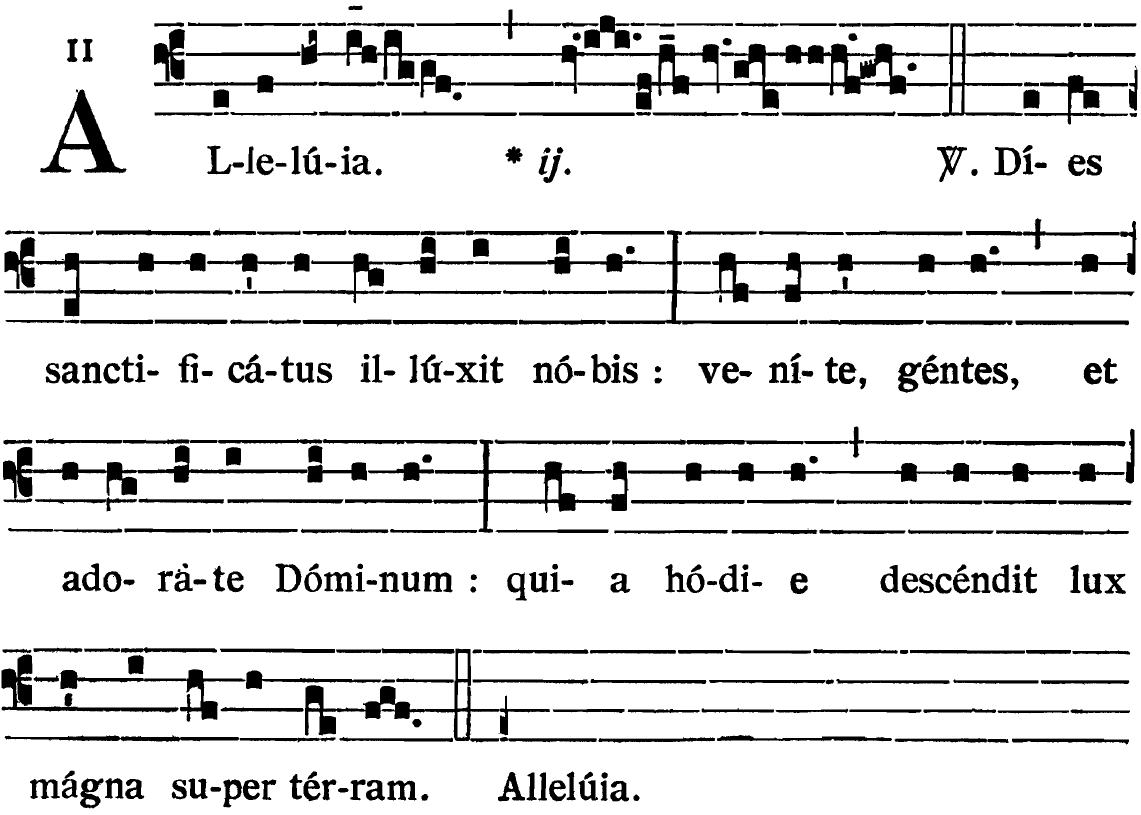 II
AL-le-lú-ia. * ij. ℣. Dí- es
sancti- fi- cá-tus il- lú-xit nó-bis : ve- ní- te, géntes, et
ado- rá-te Dómi-num : qui- a hó-di- e descéndit lux
mágna su-per tér-ram. Allelúia.